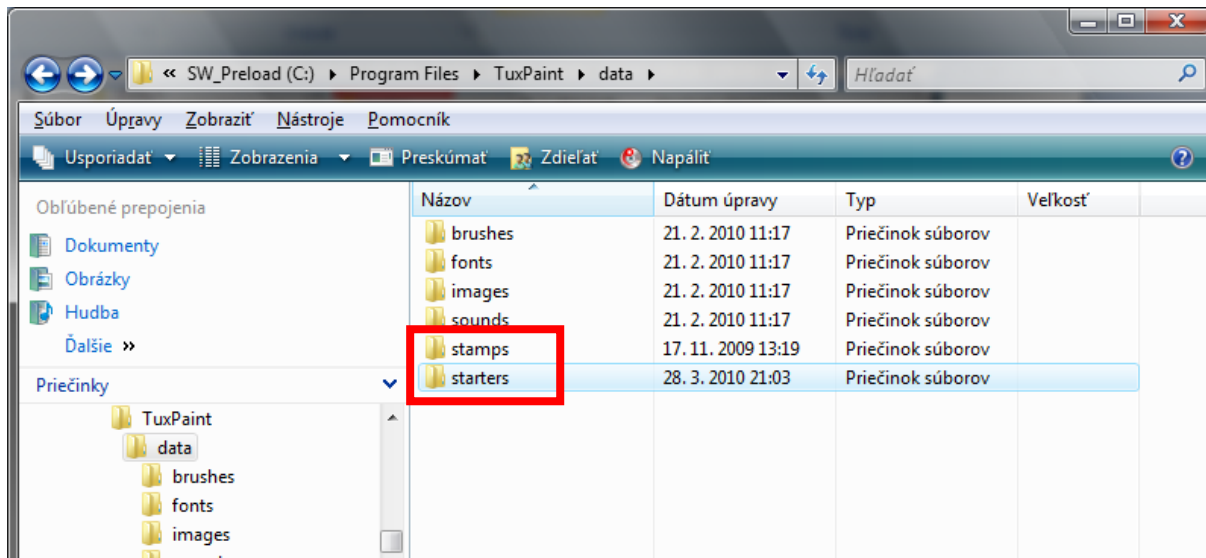 « SW_Preload (C:) ▸ Program Files ▸ TuxPaint ▸ data ▸ Hľadať
Súbor Úpravy Zobraziť Nástroje Pomocník
Usporiadať Zobrazenia Preskúmať Zdieľať Napáliť
Obľúbené prepojenia
Dokumenty
Obrázky
Hudba
Ďalšie »
Priečinky
TuxPaint
data
brushes
fonts
images
Názov Dátum úpravy Typ Veľkosť
brushes 21. 2. 2010 11:17 Priečinok súborov
fonts 21. 2. 2010 11:17 Priečinok súborov
images 21. 2. 2010 11:17 Priečinok súborov
sounds 21. 2. 2010 11:17 Priečinok súborov
stamps 17. 11. 2009 13:19 Priečinok súborov
starters 28. 3. 2010 21:03 Priečinok súborov